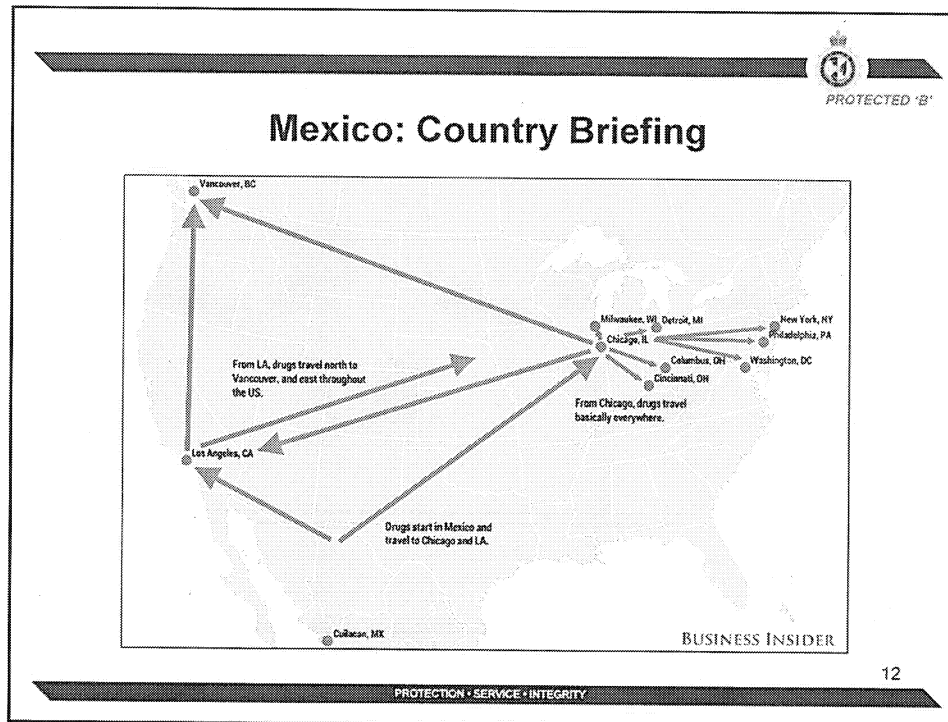 PROTECTED 'B'
Mexico: Country Briefing
Vancouver, BC
Milwaukee, WI
Detroit, MI
New York, NY
Chicago, IL
Philadelphia, PA
Columbus, OH
Washington, DC
Cincinnati, OH
From LA, drugs travel north to
Vancouver, and east throughout
the US.
From Chicago, drugs travel
basically everywhere.
Los Angeles, CA
Drugs start in Mexico and
travel to Chicago and LA.
Culiacan, MX
BUSINESS INSIDER
12
PROTECTION • SERVICE • INTEGRITY